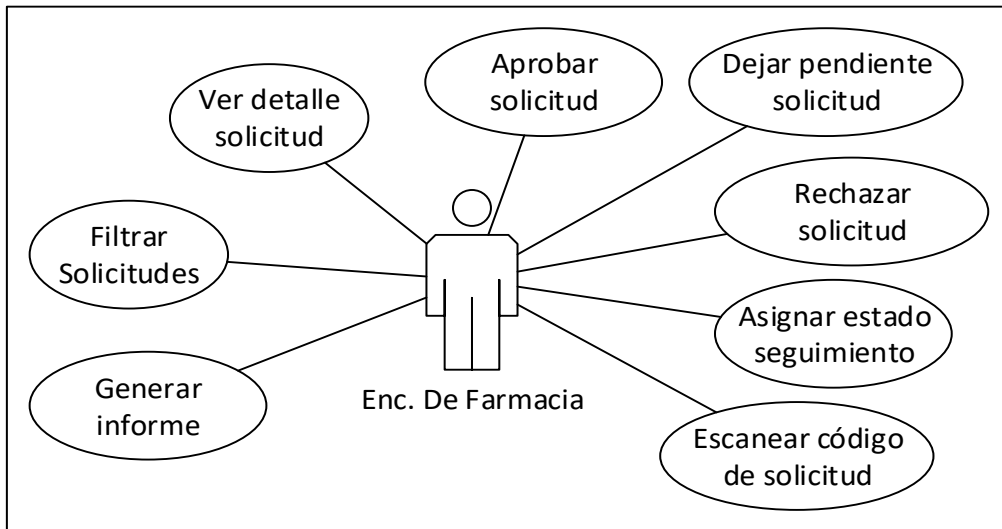 Aprobar
solicitud
Dejar pendiente
solicitud
Ver detalle
solicitud
Rechazar
solicitud
Filtrar
Solicitudes
Asignar estado
seguimiento
Generar
informe
Enc. De Farmacia
Escanear código
de solicitud